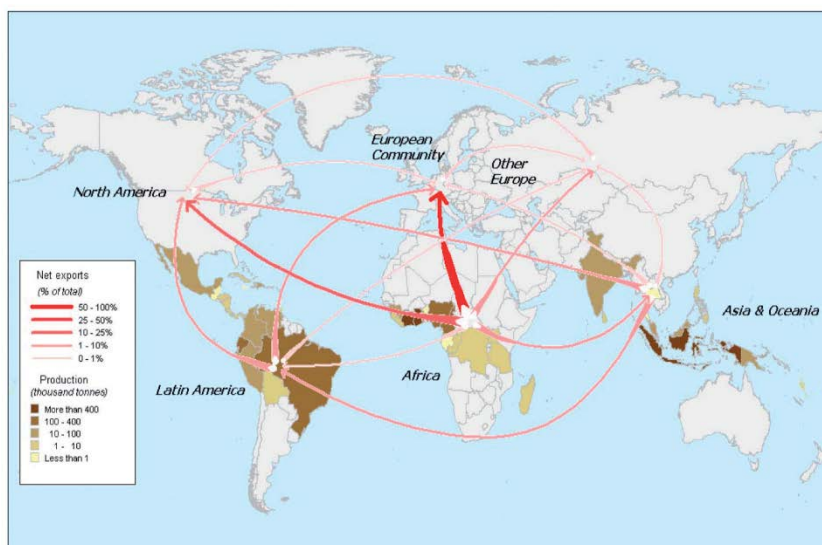 European
Community
Other
Europe
North America
Asia & Oceania
Latin America
Africa
Net exports
(% of total)
50 - 100%
25 - 50%
10 - 25%
1 - 10%
0 - 1%
Production
(thousand tonnes)
More than 400
100 - 400
10 - 100
1 - 10
Less than 1